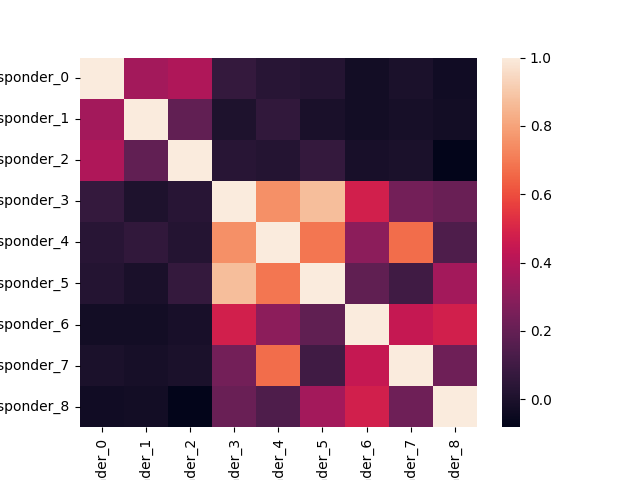 sponder_0
sponder_1
sponder_2
sponder_3
sponder_4
sponder_5
sponder_6
sponder_7
sponder_8
der_0
der_1
der_2
der_3
der_4
der_5
der_6
der_7
der_8
1.0
0.8
0.6
0.4
0.2
0.0